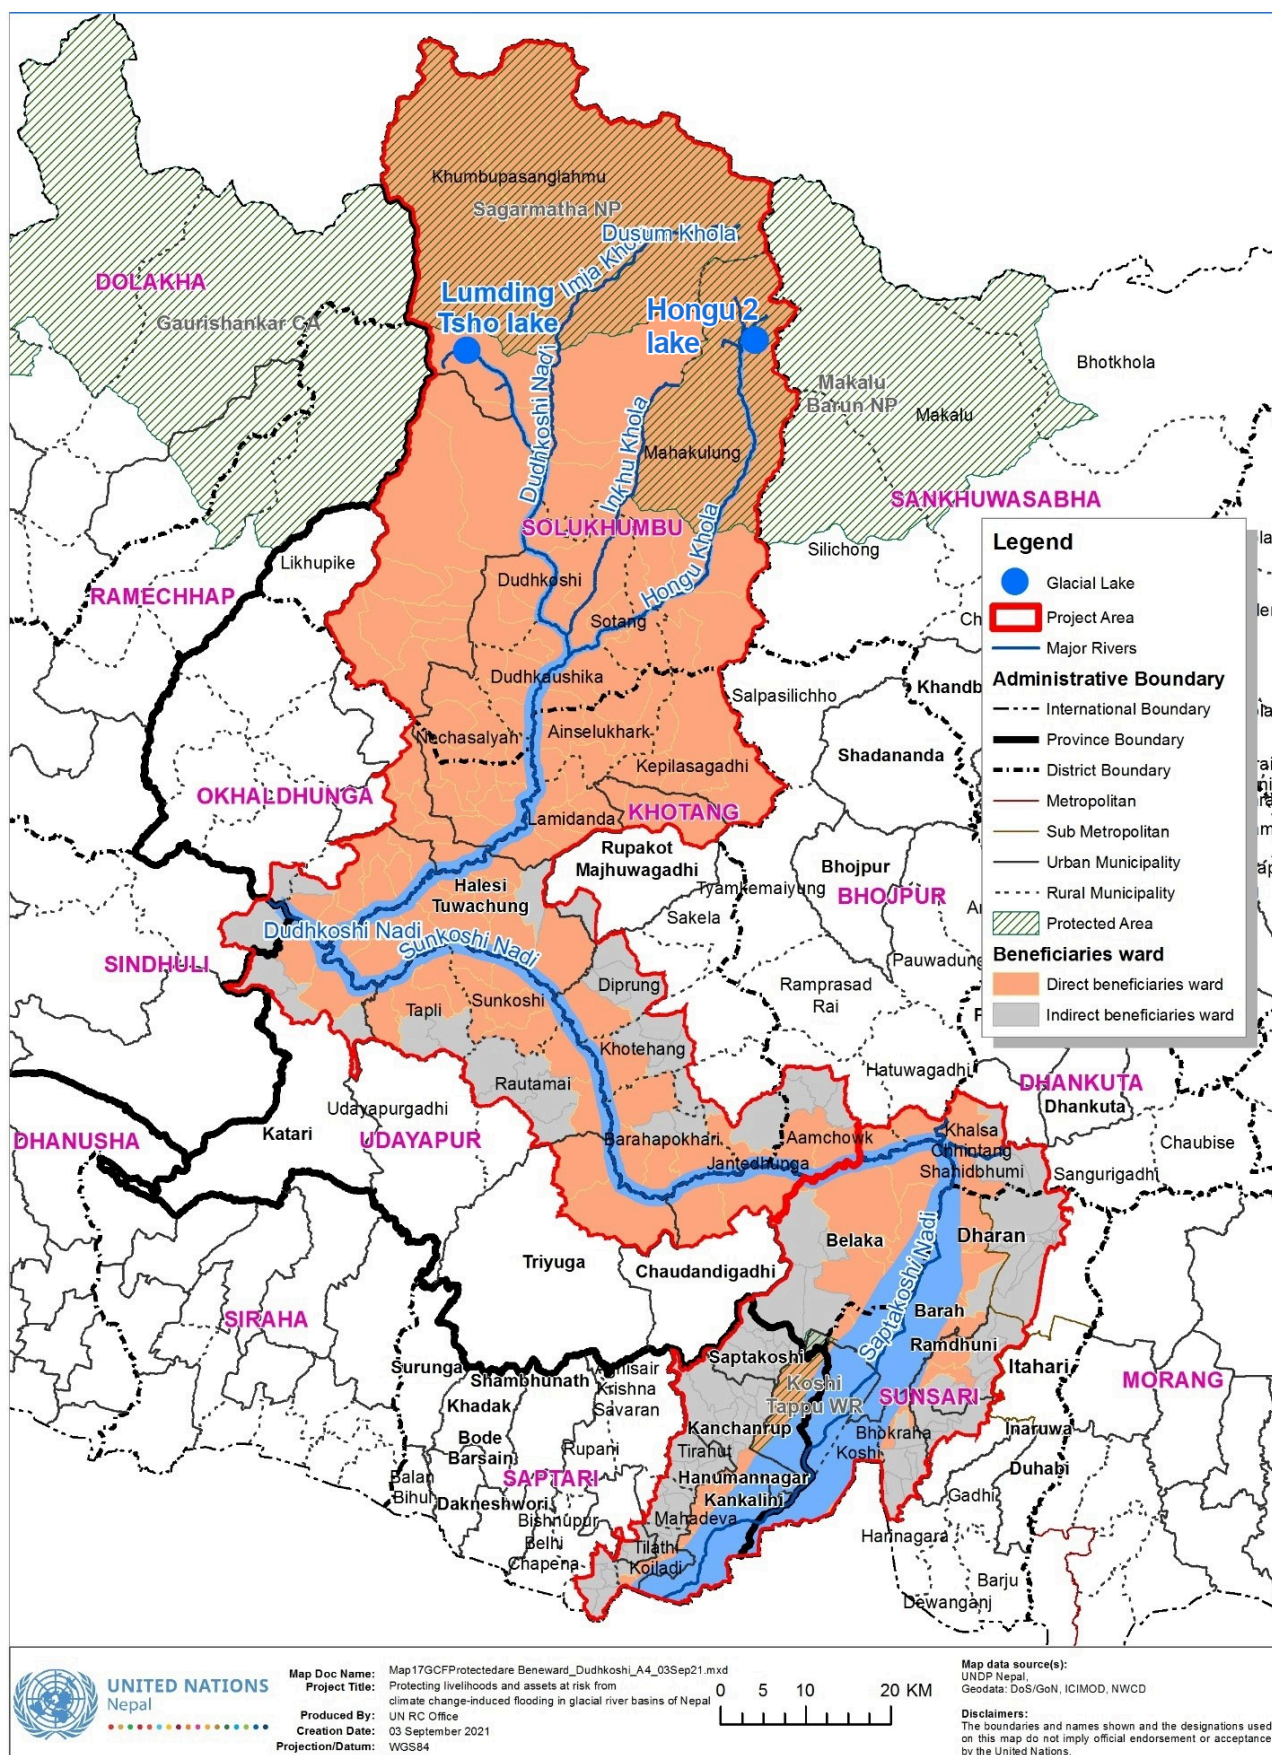 Khumbupasanglahmu
Sagarmatha NP
Dusum Khola
Imja Khola
DOLAKHA
Lumding
Tsho lake
Hongu 2
lake
Gaurishankar CA
Bhotkhola
Makalu
Barun NP
Makalu
Dudhkoshi Nadi
Inkhu Khola
Mahakulung
SANKHUWASABHA
SOLUKHUMBU
Hongu Khola
Silichong
Likhupike
Dudhkoshi
RAMECHHAP
Sotang
Dudhkaushika
Salpasilichho
Nechasalyan
Ainselukhark
Shadananda
Kepilasagadhi
OKHALDHUNGA
Lamidanda
KHOTANG
Rupakot
Majhuwagadhi
Bhojpur
Halesi
Tuwachung
Tyamkemaiyung
BHOJPUR
Sakela
Dudhkoshi Nadi
Sunkoshi Nadi
SINDHULI
Pawadung
Diprung
Ramprasad
Rai
Tapli
Sunkoshi
Khotehang
Rautamai
Hatuwagadhi
DHANKUTA
Dhankuta
Udayapurgadhi
DHANUSHA
Katari
UDAYAPUR
Barahapokhari
Aamchowk
Khalsa
Chhintang
Shahidbhumi
Chaubise
Jantedhunga
Sangurigadhi
Belaka
Dharan
Saptakoshi Nadi
Triyuga
Chaudandigadhi
SIRAHA
Barah
Ramdhuni
Saptakoshi
Itahari
Surunga
Shambhunath
Agnisair
Krishna
Savaran
Koshi
Tappu WR
SUNSARI
MORANG
Khadak
Kanchanrup
Bhokraha
Koshi
Inaruwa
Bode
Barsain
Rupani
Tirahut
Duhabi
Balan
Bihul
SAPTARI
Hanumannagar
Kankalini
Gadhi
Dakneshwori
Bishnupur
Mahadeva
Belhi
Chapena
Tilathi
Koiladi
Harinagara
Barju
Dewanganj
Legend
Glacial Lake
Project Area
Major Rivers
Administrative Boundary
International Boundary
Province Boundary
District Boundary
Metropolitan
Sub Metropolitan
Urban Municipality
Rural Municipality
Protected Area
Beneficiaries ward
Direct beneficiaries ward
Indirect beneficiaries ward
UNITED NATIONS
Nepal
Map Doc Name: Map17GCFProtectedare Beneward_Dudhkoshi_A4_03Sep21.mxd
Project Title: Protecting livelihoods and assets at risk from
climate change-induced flooding in glacial river basins of Nepal
Produced By: UN RC Office
Creation Date: 03 September 2021
Projection/Datum: WGS84
0 5 10 20 KM
Map data source(s):
UNDP Nepal,
Geodata: DoS/GoN, ICIMOD, NWCD
Disclaimers:
The boundaries and names shown and the designations used
on this map do not imply official endorsement or acceptance
by the United Nations.